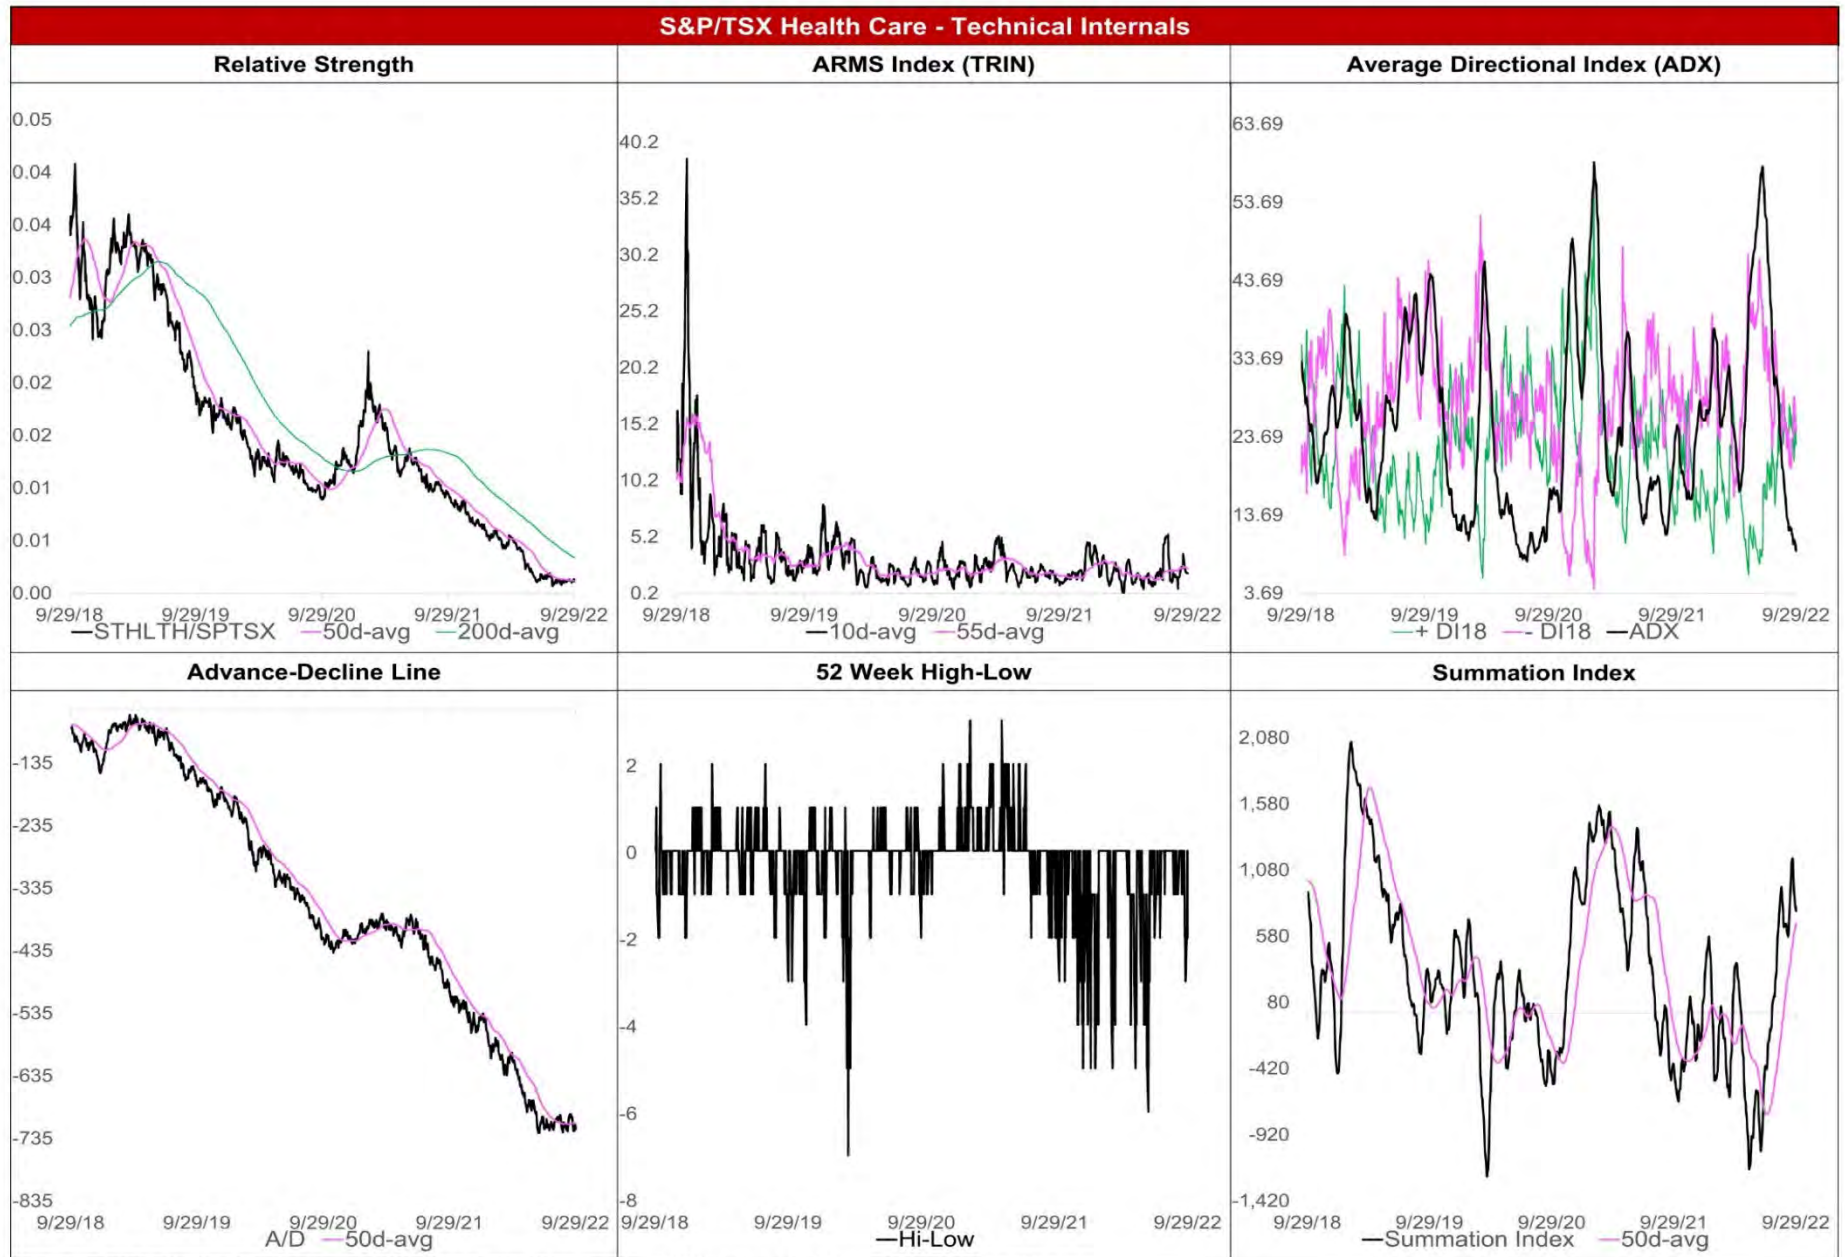 S&P/TSX Health Care - Technical Internals
Relative Strength
0.05
0.04
0.04
0.03
0.03
0.02
0.02
0.01
0.01
0.00
9/29/18 9/29/19 9/29/20 9/29/21 9/29/22
STHLTH/SPTSX 50d-avg 200d-avg
ARMS Index (TRIN)
40.2
35.2
30.2
25.2
20.2
15.2
10.2
5.2
0.2
9/29/18 9/29/19 9/29/20 9/29/21 9/29/22
10d-avg 55d-avg
Average Directional Index (ADX)
63.69
53.69
43.69
33.69
23.69
13.69
3.69
9/29/18 9/29/19 9/29/20 9/29/21 9/29/22
+ DI18 - DI18 ADX
Advance-Decline Line
-135
-235
-335
-435
-535
-635
-735
-835
9/29/18 9/29/19 9/29/20 9/29/21 9/29/22
A/D 50d-avg
52 Week High-Low
2
0
-2
-4
-6
-8
9/29/18 9/29/19 9/29/20 9/29/21 9/29/22
Hi-Low
Summation Index
2,080
1,580
1,080
580
80
-420
-920
-1,420
9/29/18 9/29/19 9/29/20 9/29/21 9/29/22
Summation Index 50d-avg